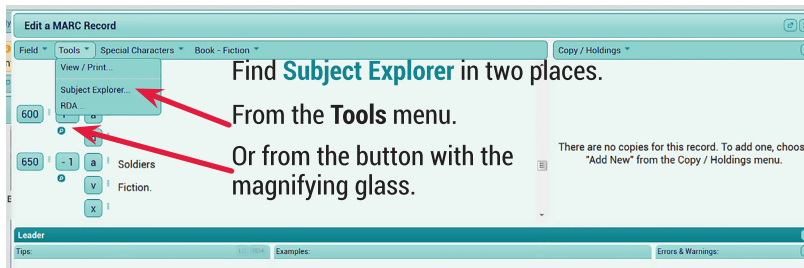 Edit a MARC Record
Field Tools Special Characters Book - Fiction Copy / Holdings
View / Print...
Find Subject Explorer in two places.
Subject Explorer...
RDA...
From the Tools menu.
600 a
Or from the button with the
magnifying glass.
There are no copies for this record. To add one, choos
"Add New" from the Copy / Holdings menu.
650 - 1 a Soldiers
v Fiction.
x
Leader
Tips: Examples: Errors & Warnings: